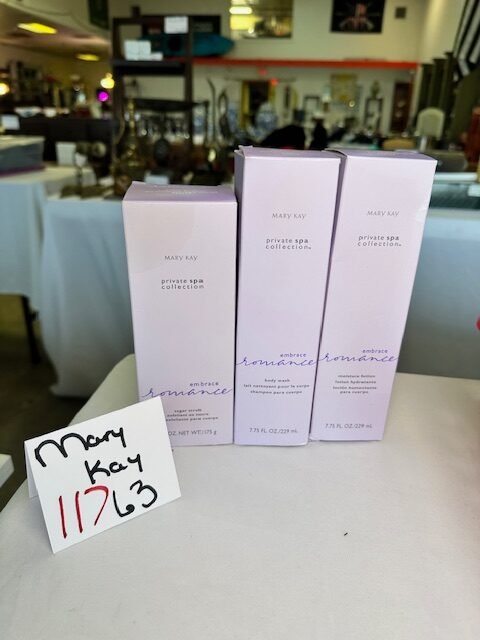 MARY KAY
private spa
collection
embrace
romance
sugar scrub
exfoliant au sucre
exfoliante para cuerpo
OZ. NET WT./175 g
MARY KAY
private spa
collection®
embrace
romance
body wash
lait nettoyant pour le corps
shampoo para cuerpo
7.75 FL. OZ./229 mL
MARY KAY
private spa
collection®
embrace
romance
moisture lotion
lotion hydratante
loción humectante
para cuerpo
7.75 FL. OZ./229 mL
Mary
Kay
11763